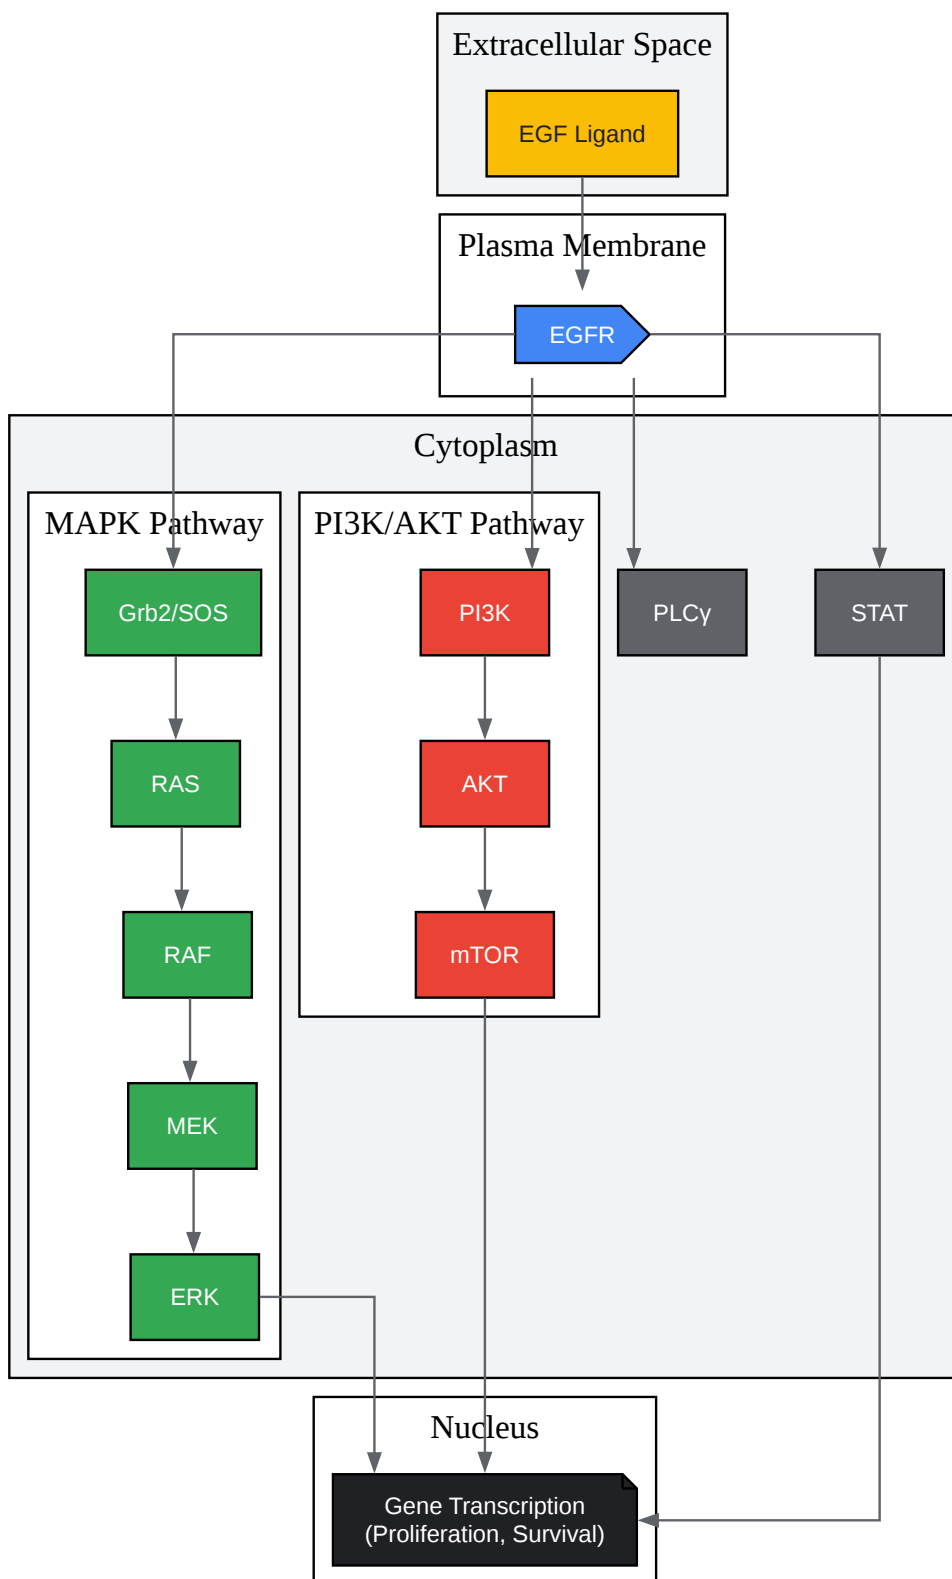 Extracellular Space
EGF Ligand
Plasma Membrane
EGFR
Cytoplasm
MAPK Pathway
PI3K/AKT Pathway
Grb2/SOS
PI3K
PLCγ
STAT
RAS
AKT
RAF
mTOR
MEK
ERK
Nucleus
Gene Transcription
(Proliferation, Survival)